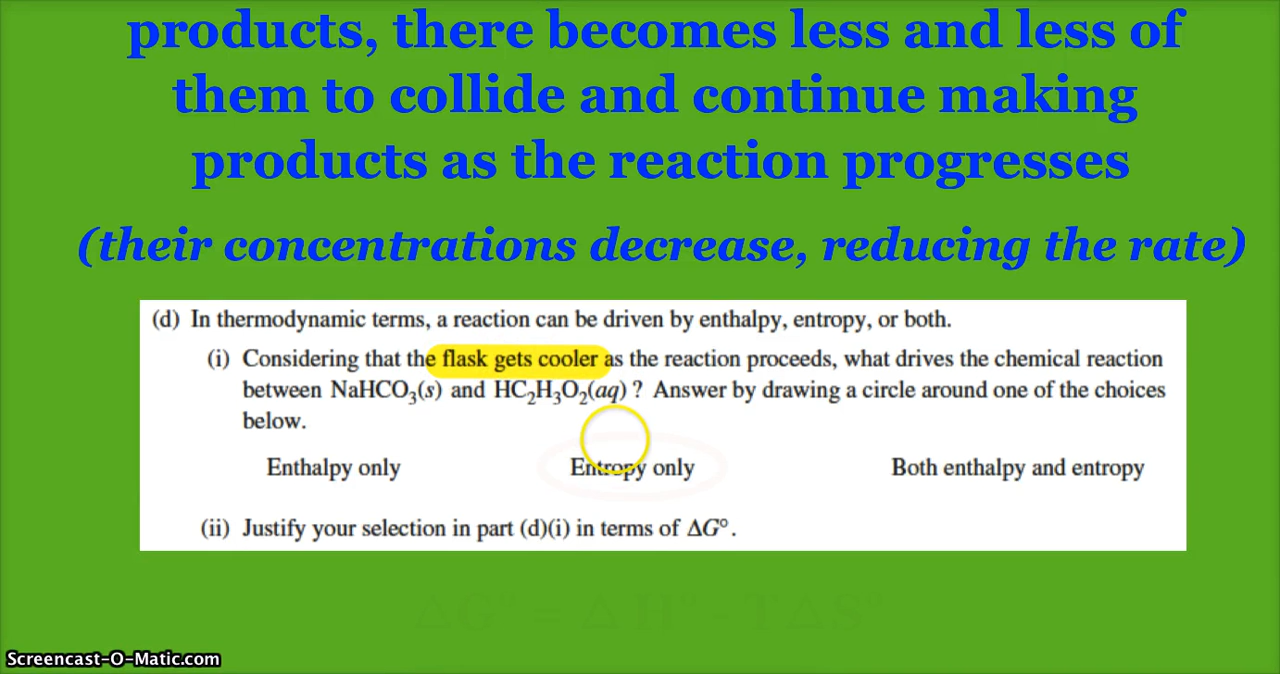 products, there becomes less and less of
them to collide and continue making
products as the reaction progresses
(their concentrations decrease, reducing the rate)
(d) In thermodynamic terms, a reaction can be driven by enthalpy, entropy, or both.
(i) Considering that the flask gets cooler as the reaction proceeds, what drives the chemical reaction
between NaHCO₃(s) and HC₂H₃O₂(aq) ? Answer by drawing a circle around one of the choices
below.
Enthalpy only Entropy only Both enthalpy and entropy
(ii) Justify your selection in part (d)(i) in terms of ΔG°.
ΔG° = ΔH° - TΔS°
Screencast-O-Matic.com